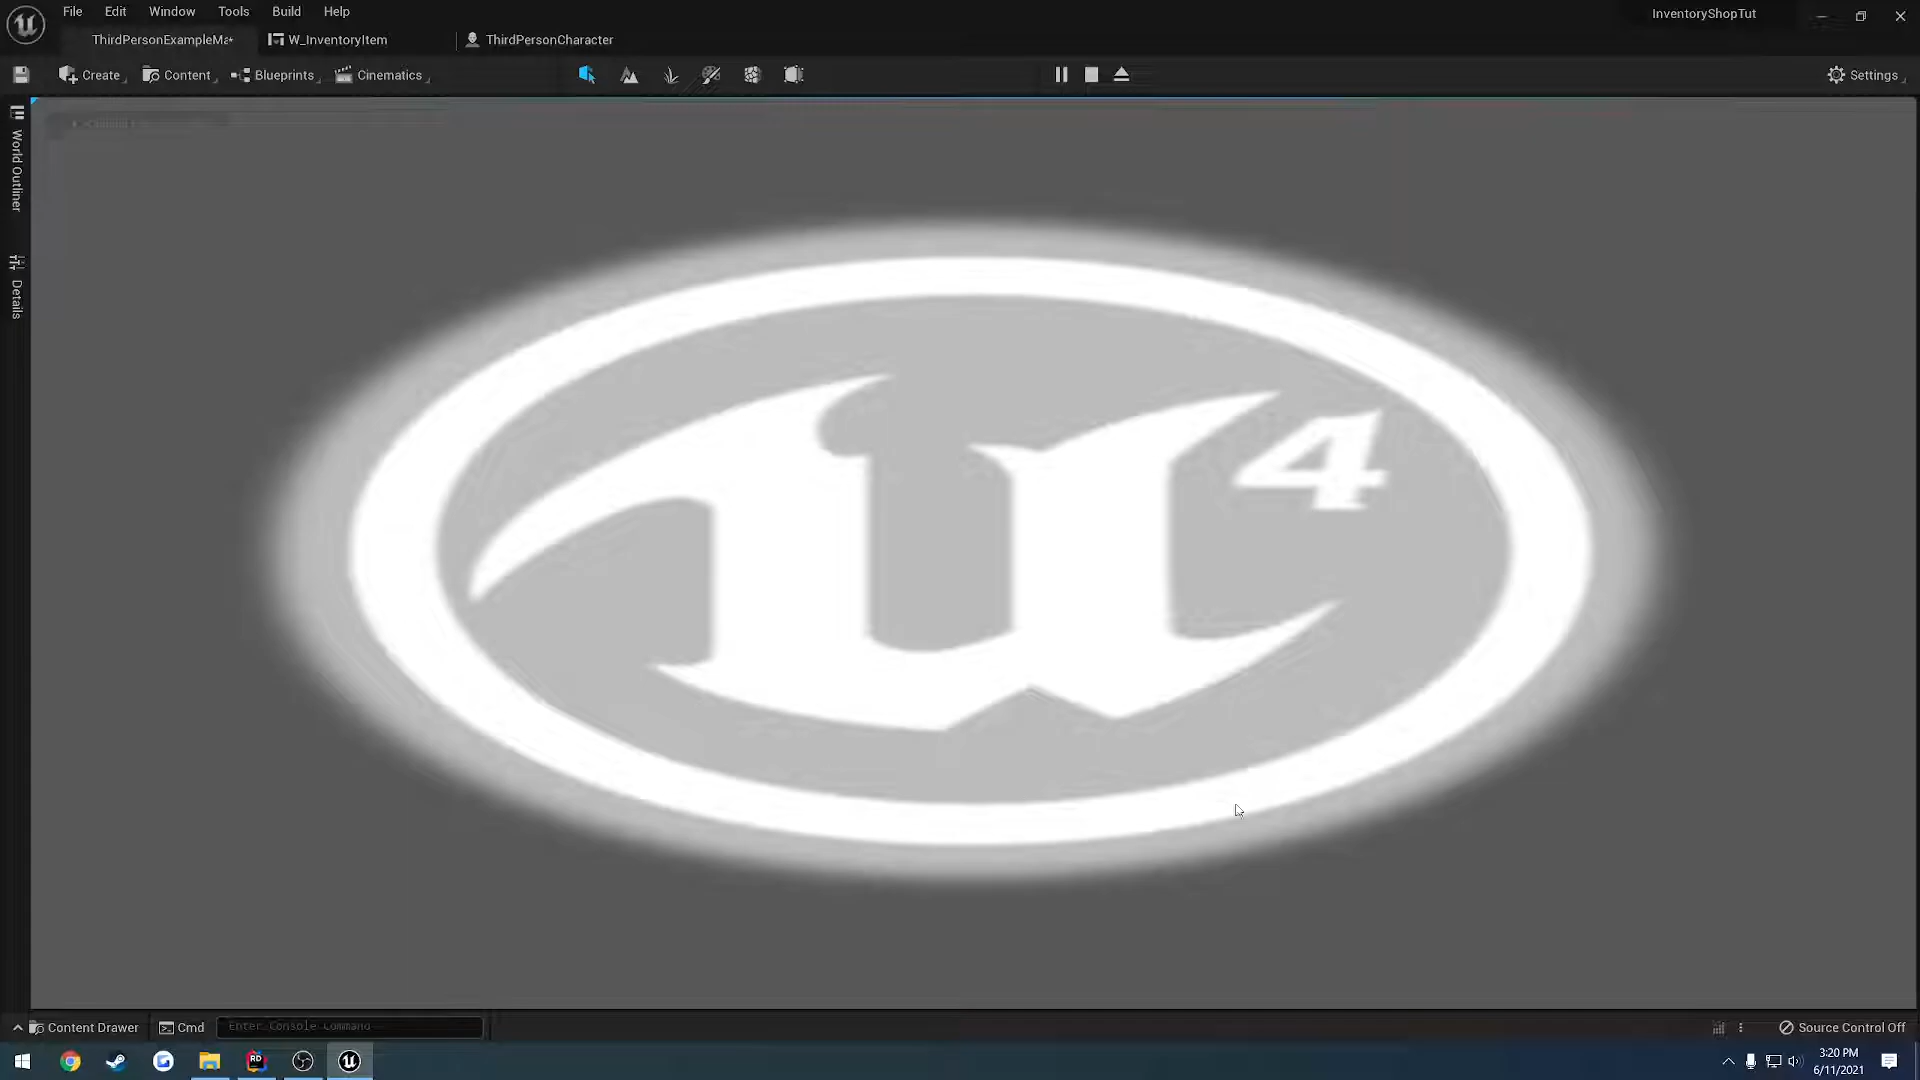 File Edit Window Tools Build Help
InventoryShopTut
ThirdPersonExampleMa•
W_InventoryItem
ThirdPersonCharacter
Create
Content
Blueprints
Cinematics
Settings
World Outliner
Details
4
Content Drawer
Cmd
Enter Console Command
Source Control Off
RD
3:20 PM
6/11/2021